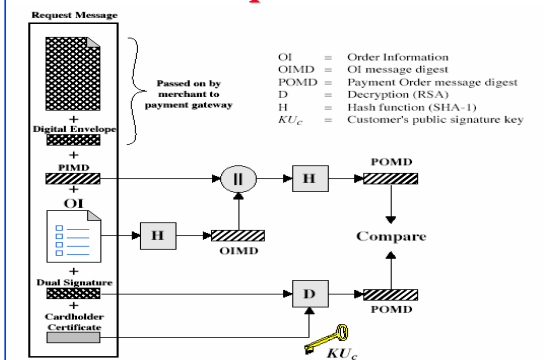 Request Message
Passed on by
merchant to
payment gateway
OI = Order Information
OIMD = OI message digest
POMD = Payment Order message digest
D = Decryption (RSA)
H = Hash function (SHA-1)
KUc = Customer's public signature key
+
Digital Envelope
+
PIMD
+
OI
||
H
POMD
H
OIMD
Compare
+
Dual Signature
+
Cardholder
Certificate
D
POMD
KUc